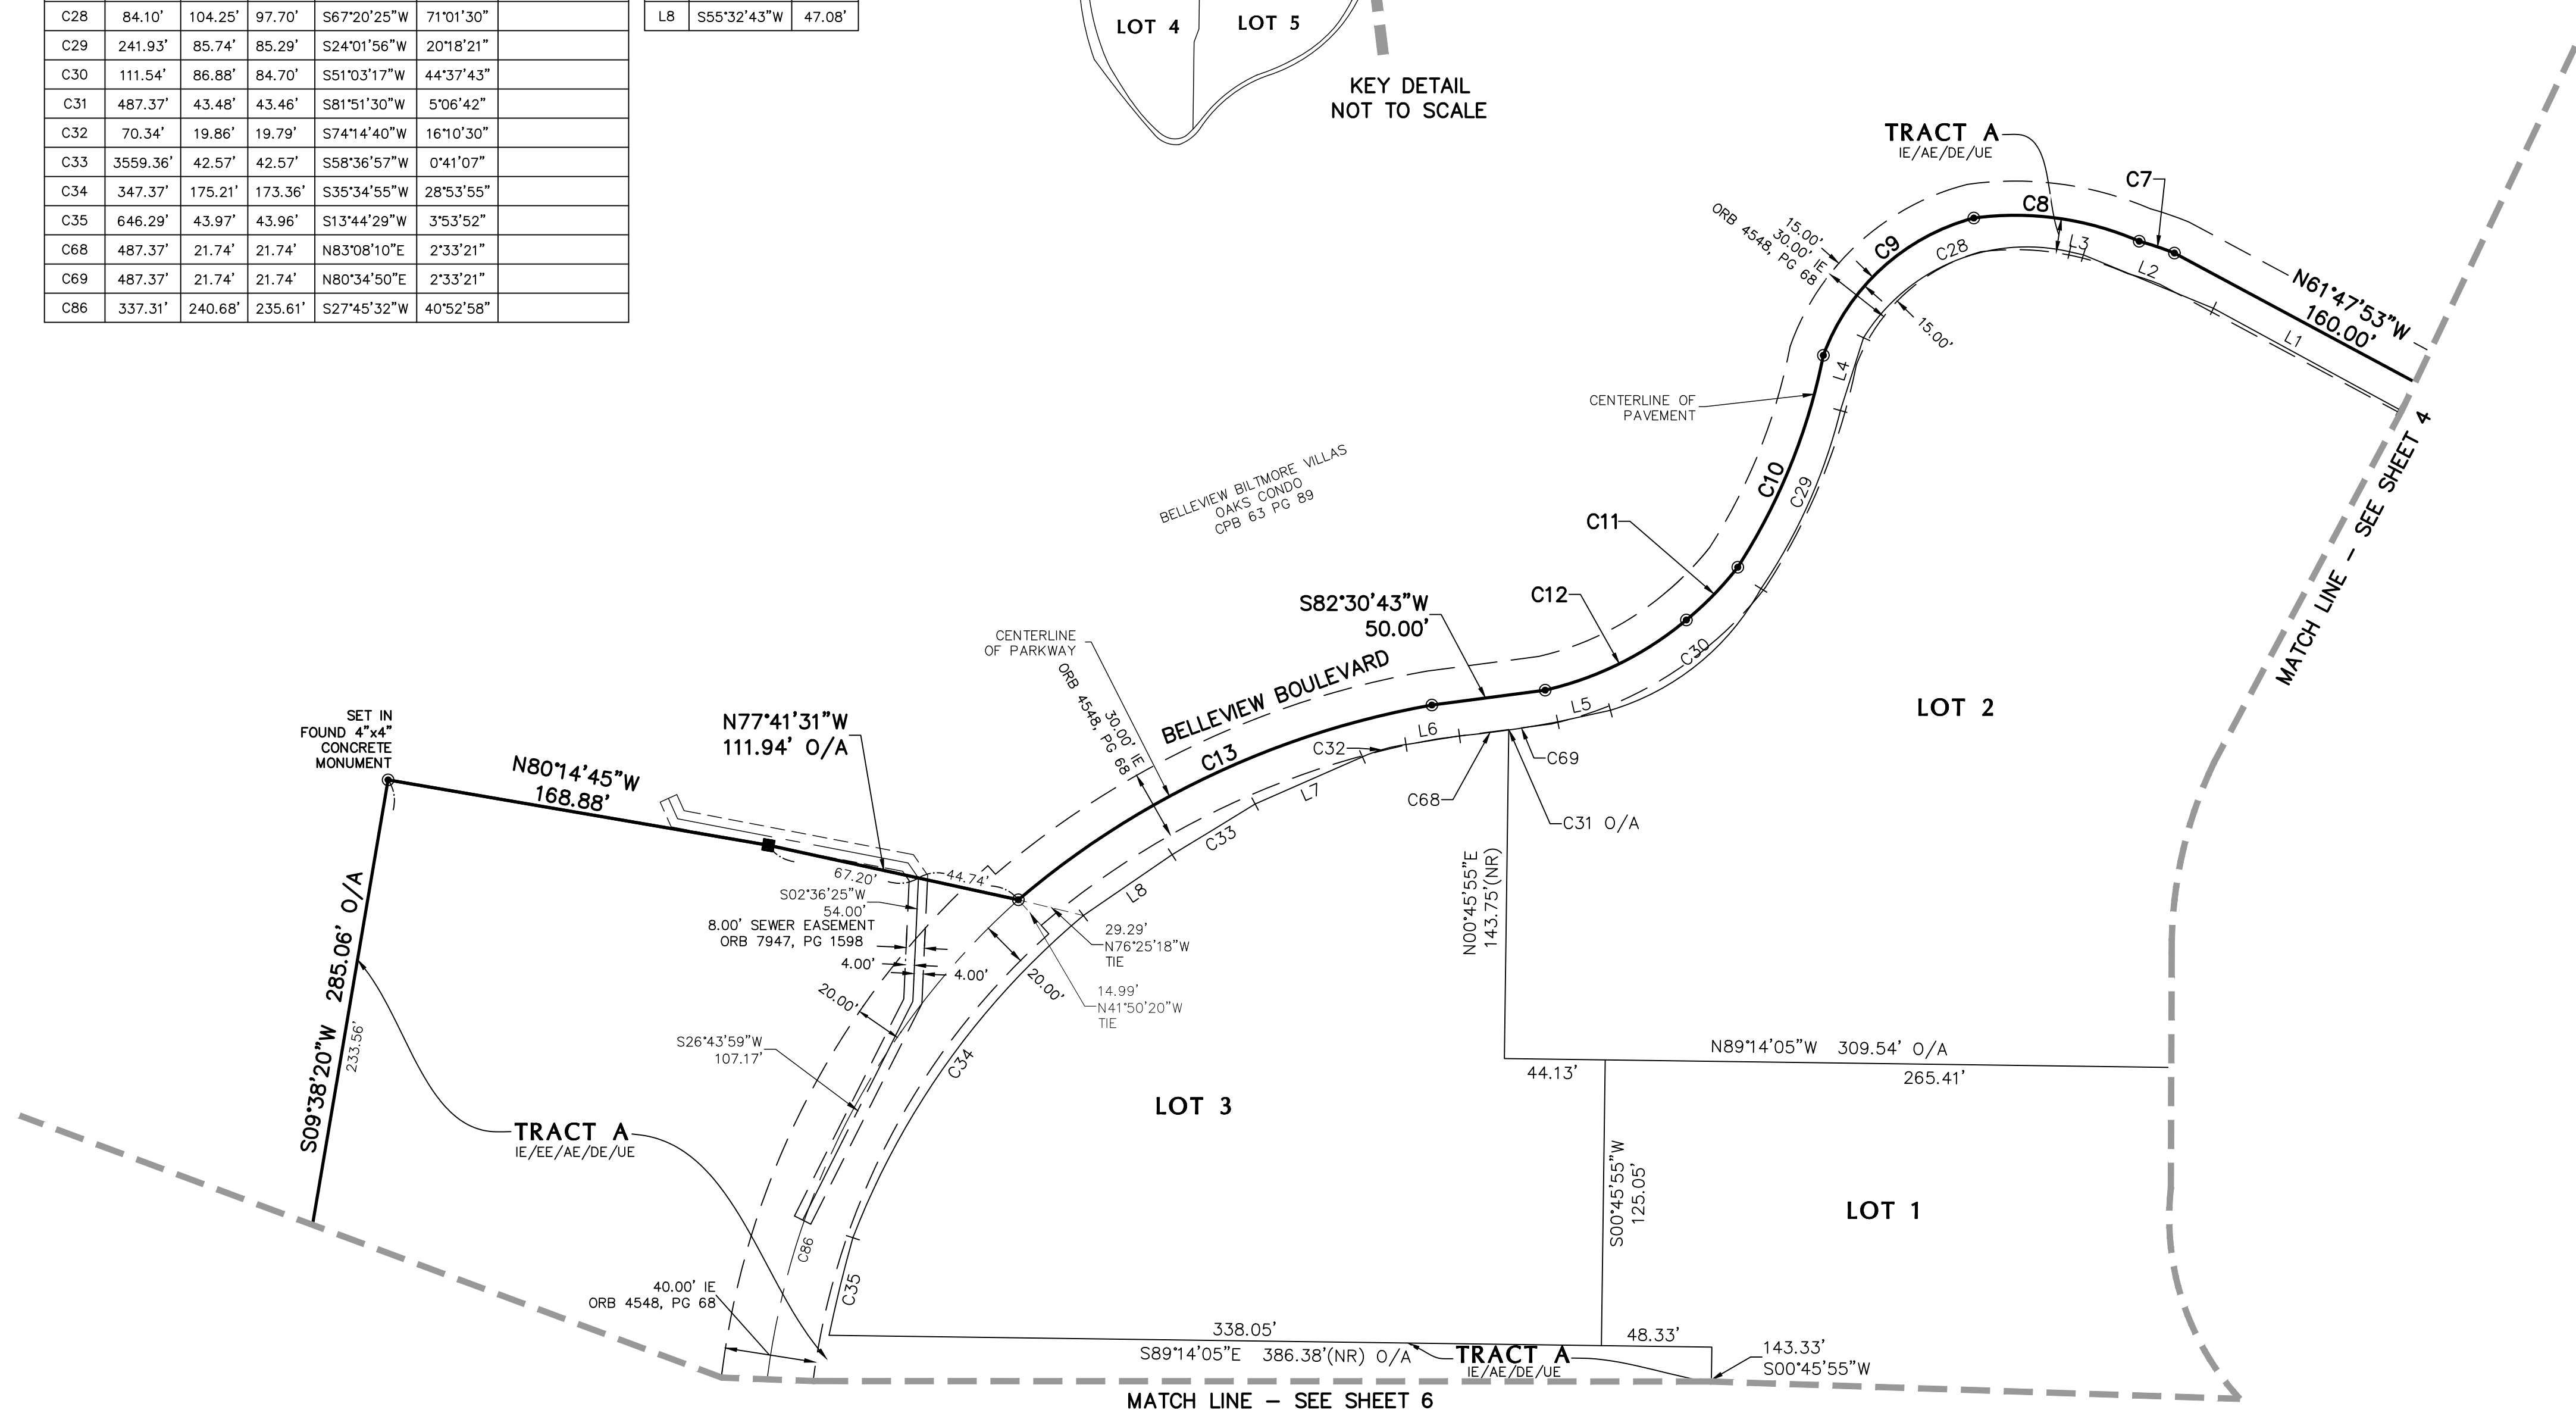 C28 84.10' 104.25' 97.70' S67°20'25"W 71°01'30"
C29 241.93' 85.74' 85.29' S24°01'56"W 20°18'21"
C30 111.54' 86.88' 84.70' S51°03'17"W 44°37'43"
C31 487.37' 43.48' 43.46' S81°51'30"W 5°06'42"
C32 70.34' 19.86' 19.79' S74°14'40"W 16°10'30"
C33 3559.36' 42.57' 42.57' S58°36'57"W 0°41'07"
C34 347.37' 175.21' 173.36' S35°34'55"W 28°53'55"
C35 646.29' 43.97' 43.96' S13°44'29"W 3°53'52"
C68 487.37' 21.74' 21.74' N83°08'10"E 2°33'21"
C69 487.37' 21.74' 21.74' N80°34'50"E 2°33'21"
C86 337.31' 240.68' 235.61' S27°45'32"W 40°52'58"
L8 S55°32'43"W 47.08'
LOT 4
LOT 5
KEY DETAIL
NOT TO SCALE
TRACT A
IE/AE/DE/UE
C7
C8
C9
C28
L3
L2
15.00'
30.00' IE
ORB 4548, PG 68
15.00'
N61°47'53"W
160.00'
L1
L4
CENTERLINE OF
PAVEMENT
MATCH LINE – SEE SHEET 4
BELLEVIEW BILTMORE VILLAS
OAKS CONDO
CPB 63 PG 89
C10
C29
C11
C12
S82°30'43"W
50.00'
C30
CENTERLINE
OF PARKWAY
30.00' IE
ORB 4548, PG 68
BELLEVIEW BOULEVARD
C13
L5
L6
C32
C69
C68
C31 O/A
L7
C33
L8
LOT 2
SET IN
FOUND 4"x4"
CONCRETE
MONUMENT
N80°14'45"W
168.88'
N77°41'31"W
111.94' O/A
67.20'
44.74'
S02°36'25"W
54.00'
8.00' SEWER EASEMENT
ORB 7947, PG 1598
4.00'
4.00'
20.00'
20.00'
29.29'
N76°25'18"W
TIE
14.99'
N41°50'20"W
TIE
N00°45'55"E
143.75'(NR)
S09°38'20"W 285.06' O/A
233.56'
S26°43'59"W
107.17'
C34
N89°14'05"W 309.54' O/A
44.13'
265.41'
LOT 3
TRACT A
IE/EE/AE/DE/UE
S00°45'55"W
125.05'
LOT 1
C86
C35
40.00' IE
ORB 4548, PG 68
338.05'
48.33'
S89°14'05"E 386.38'(NR) O/A
TRACT A
IE/AE/DE/UE
143.33'
S00°45'55"W
MATCH LINE – SEE SHEET 6